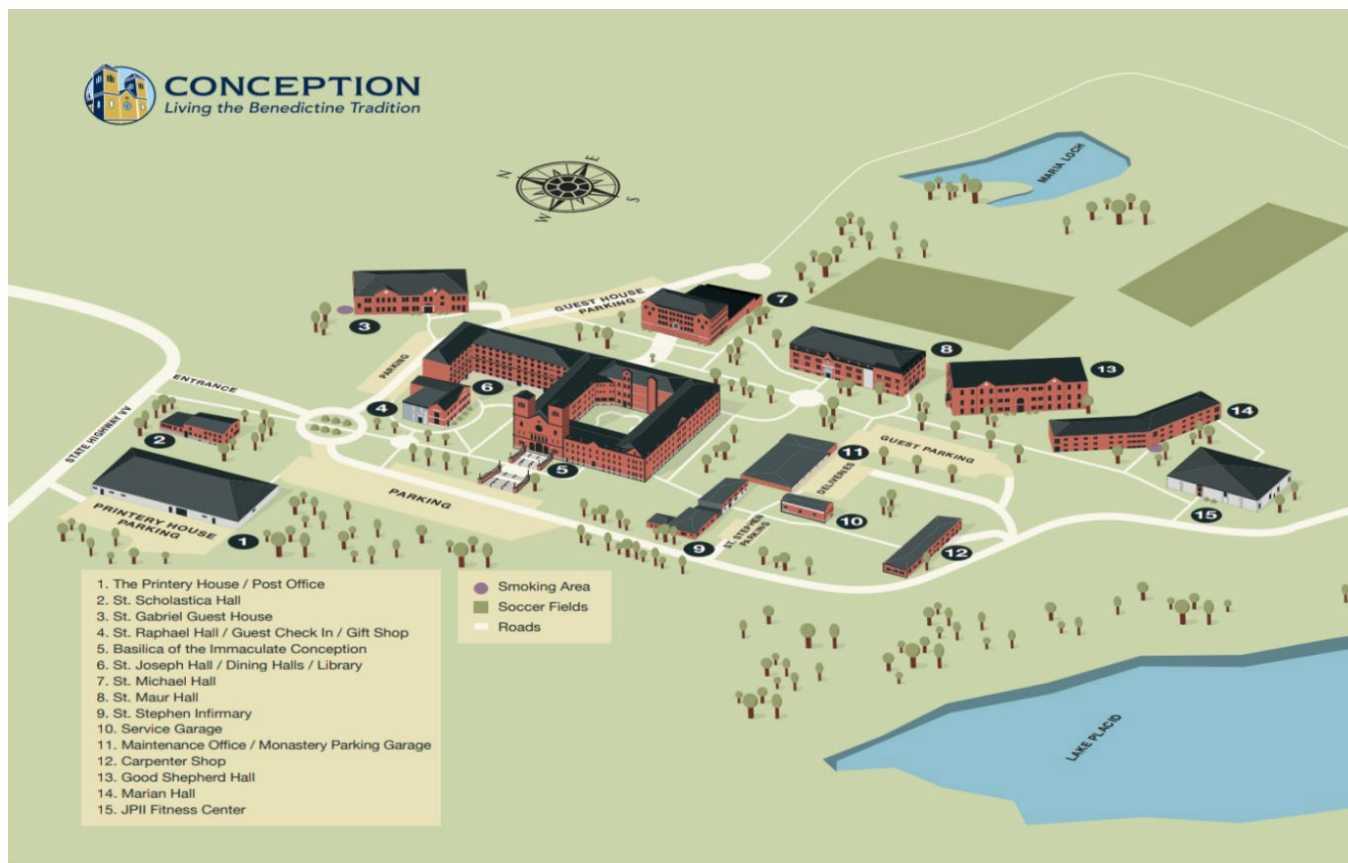 CONCEPTION
Living the Benedictine Tradition
N
E
W
S
MARIA LOCH
GUEST HOUSE
PARKING
7
3
PARKING
8
13
ENTRANCE
6
4
14
STATE HIGHWAY VV
2
GUEST PARKING
11
5
DELIVERIES
PARKING
PRINTERY HOUSE
PARKING
1
10
15
ST. STEPHEN
PARKING
9
12
1. The Printery House / Post Office
2. St. Scholastica Hall
3. St. Gabriel Guest House
4. St. Raphael Hall / Guest Check In / Gift Shop
5. Basilica of the Immaculate Conception
6. St. Joseph Hall / Dining Halls / Library
7. St. Michael Hall
8. St. Maur Hall
9. St. Stephen Infirmary
10. Service Garage
11. Maintenance Office / Monastery Parking Garage
12. Carpenter Shop
13. Good Shepherd Hall
14. Marian Hall
15. JPII Fitness Center
Smoking Area
Soccer Fields
Roads
LAKE PLACID